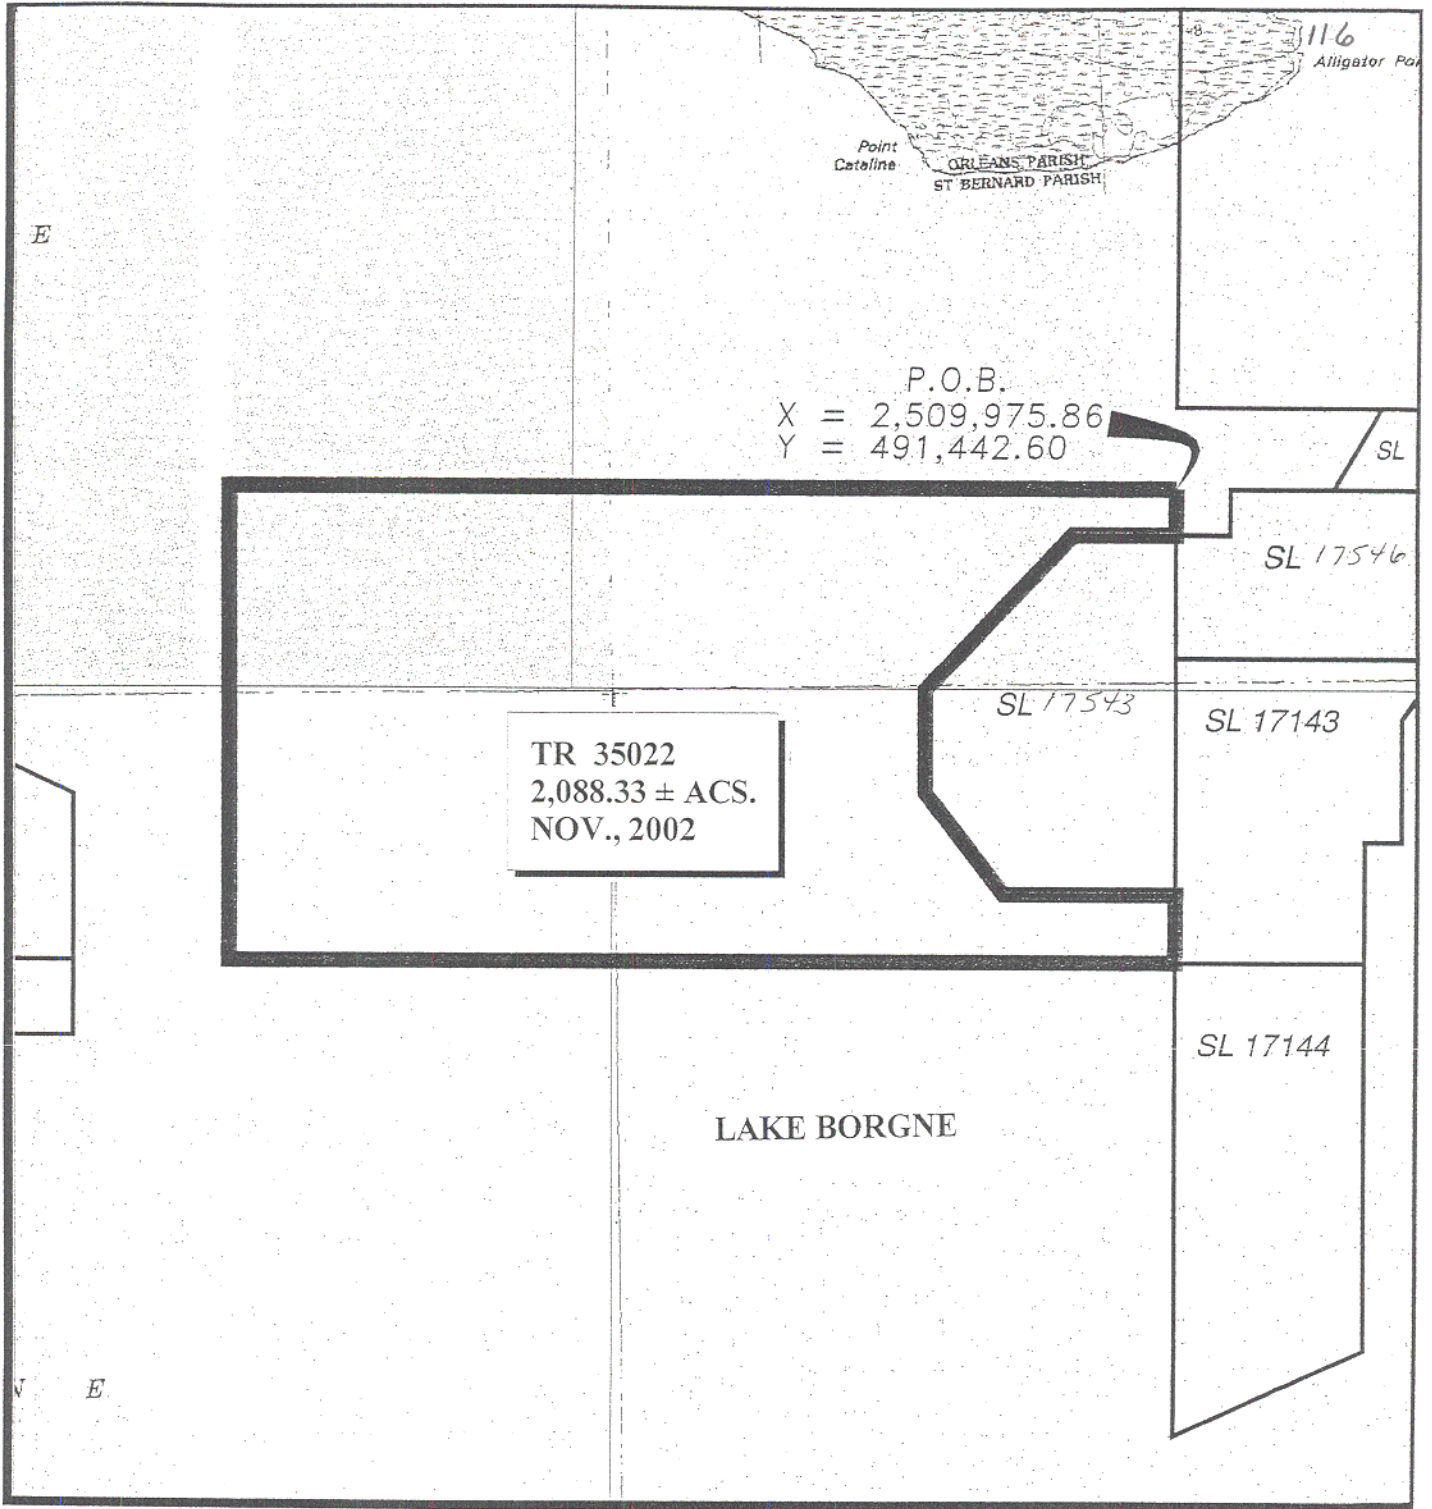 116
Alligator
Point
Cataline
ORLEANS PARISH
ST BERNARD PARISH
E
P.O.B.
X = 2,509,975.86
Y = 491,442.60
SL
SL 17546
SL 17543
SL 17143
TR 35022
2,088.33 ± ACS.
NOV., 2002
SL 17144
LAKE BORGNE
E